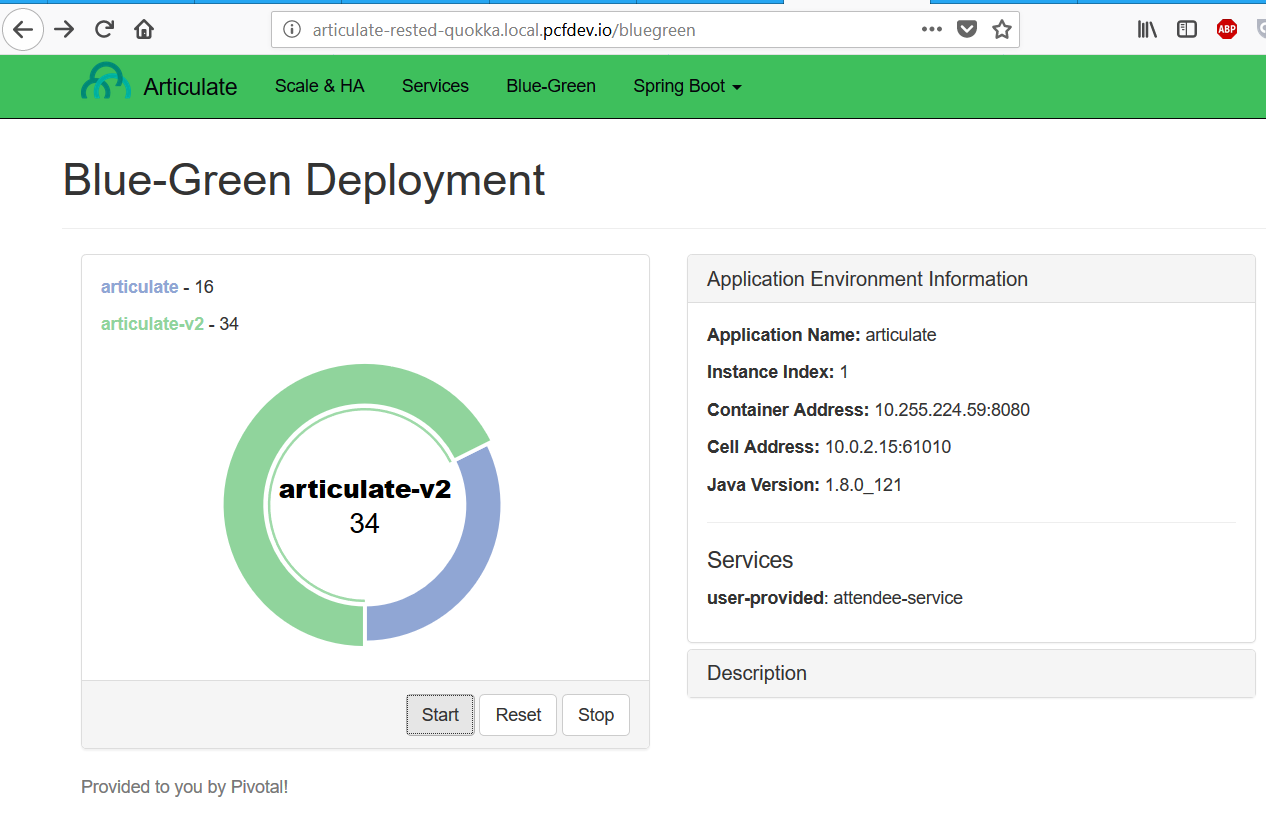 articulate-rested-quokka.local.pcfdev.io/bluegreen
ABP
Articulate
Scale & HA
Services
Blue-Green
Spring Boot
Blue-Green Deployment
articulate - 16
articulate-v2 - 34
articulate-v2
34
Start
Reset
Stop
Application Environment Information
Application Name: articulate
Instance Index: 1
Container Address: 10.255.224.59:8080
Cell Address: 10.0.2.15:61010
Java Version: 1.8.0_121
Services
user-provided: attendee-service
Description
Provided to you by Pivotal!